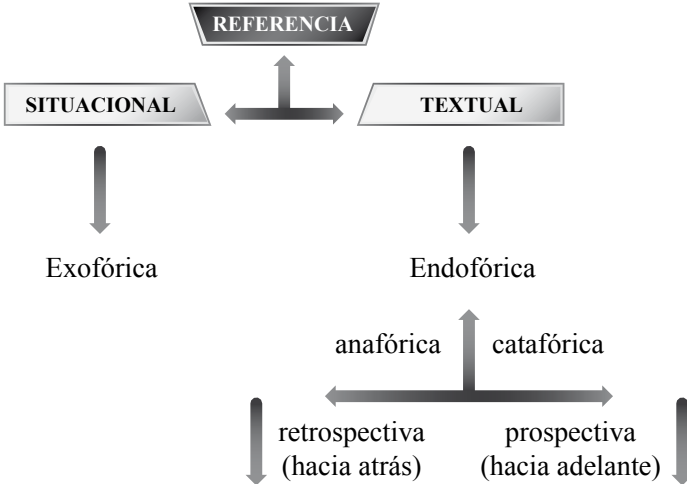 REFERENCIA
SITUACIONAL
TEXTUAL
Exofórica
Endofórica
anafórica
catafórica
retrospectiva
(hacia atrás)
prospectiva
(hacia adelante)